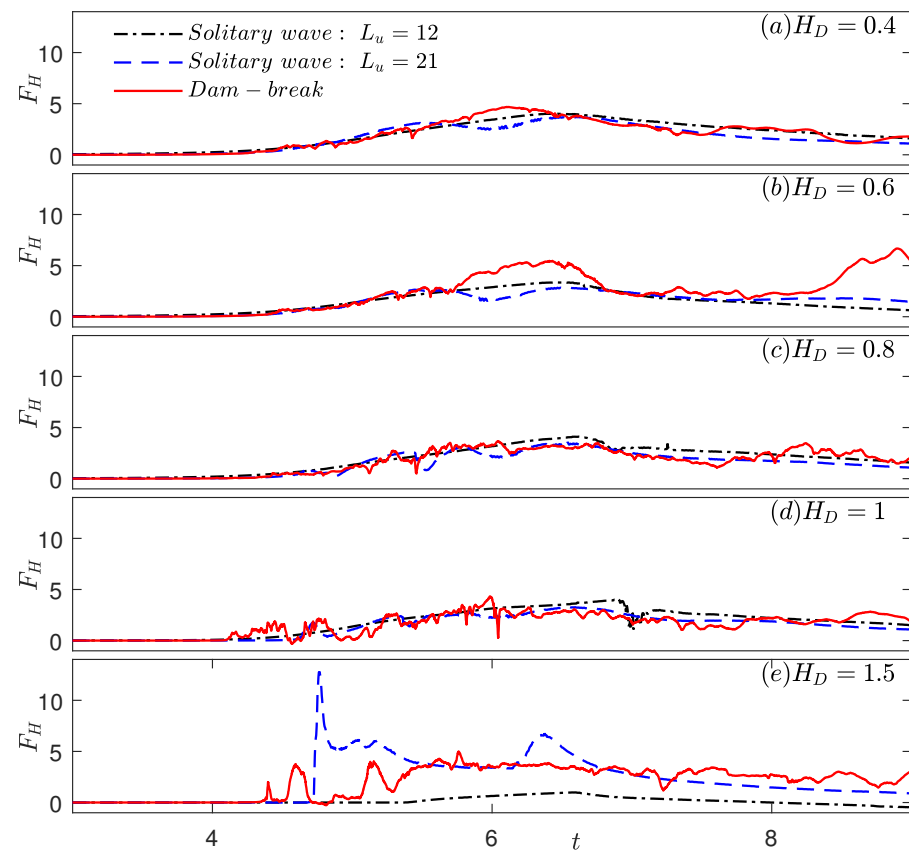 (a)H_D = 0.4
Solitary wave : L_u = 12
Solitary wave : L_u = 21
Dam − break
F_H
10
5
0
(b)H_D = 0.6
F_H
10
5
0
(c)H_D = 0.8
F_H
10
5
0
(d)H_D = 1
F_H
10
5
0
(e)H_D = 1.5
F_H
10
5
0
4 6 8
t